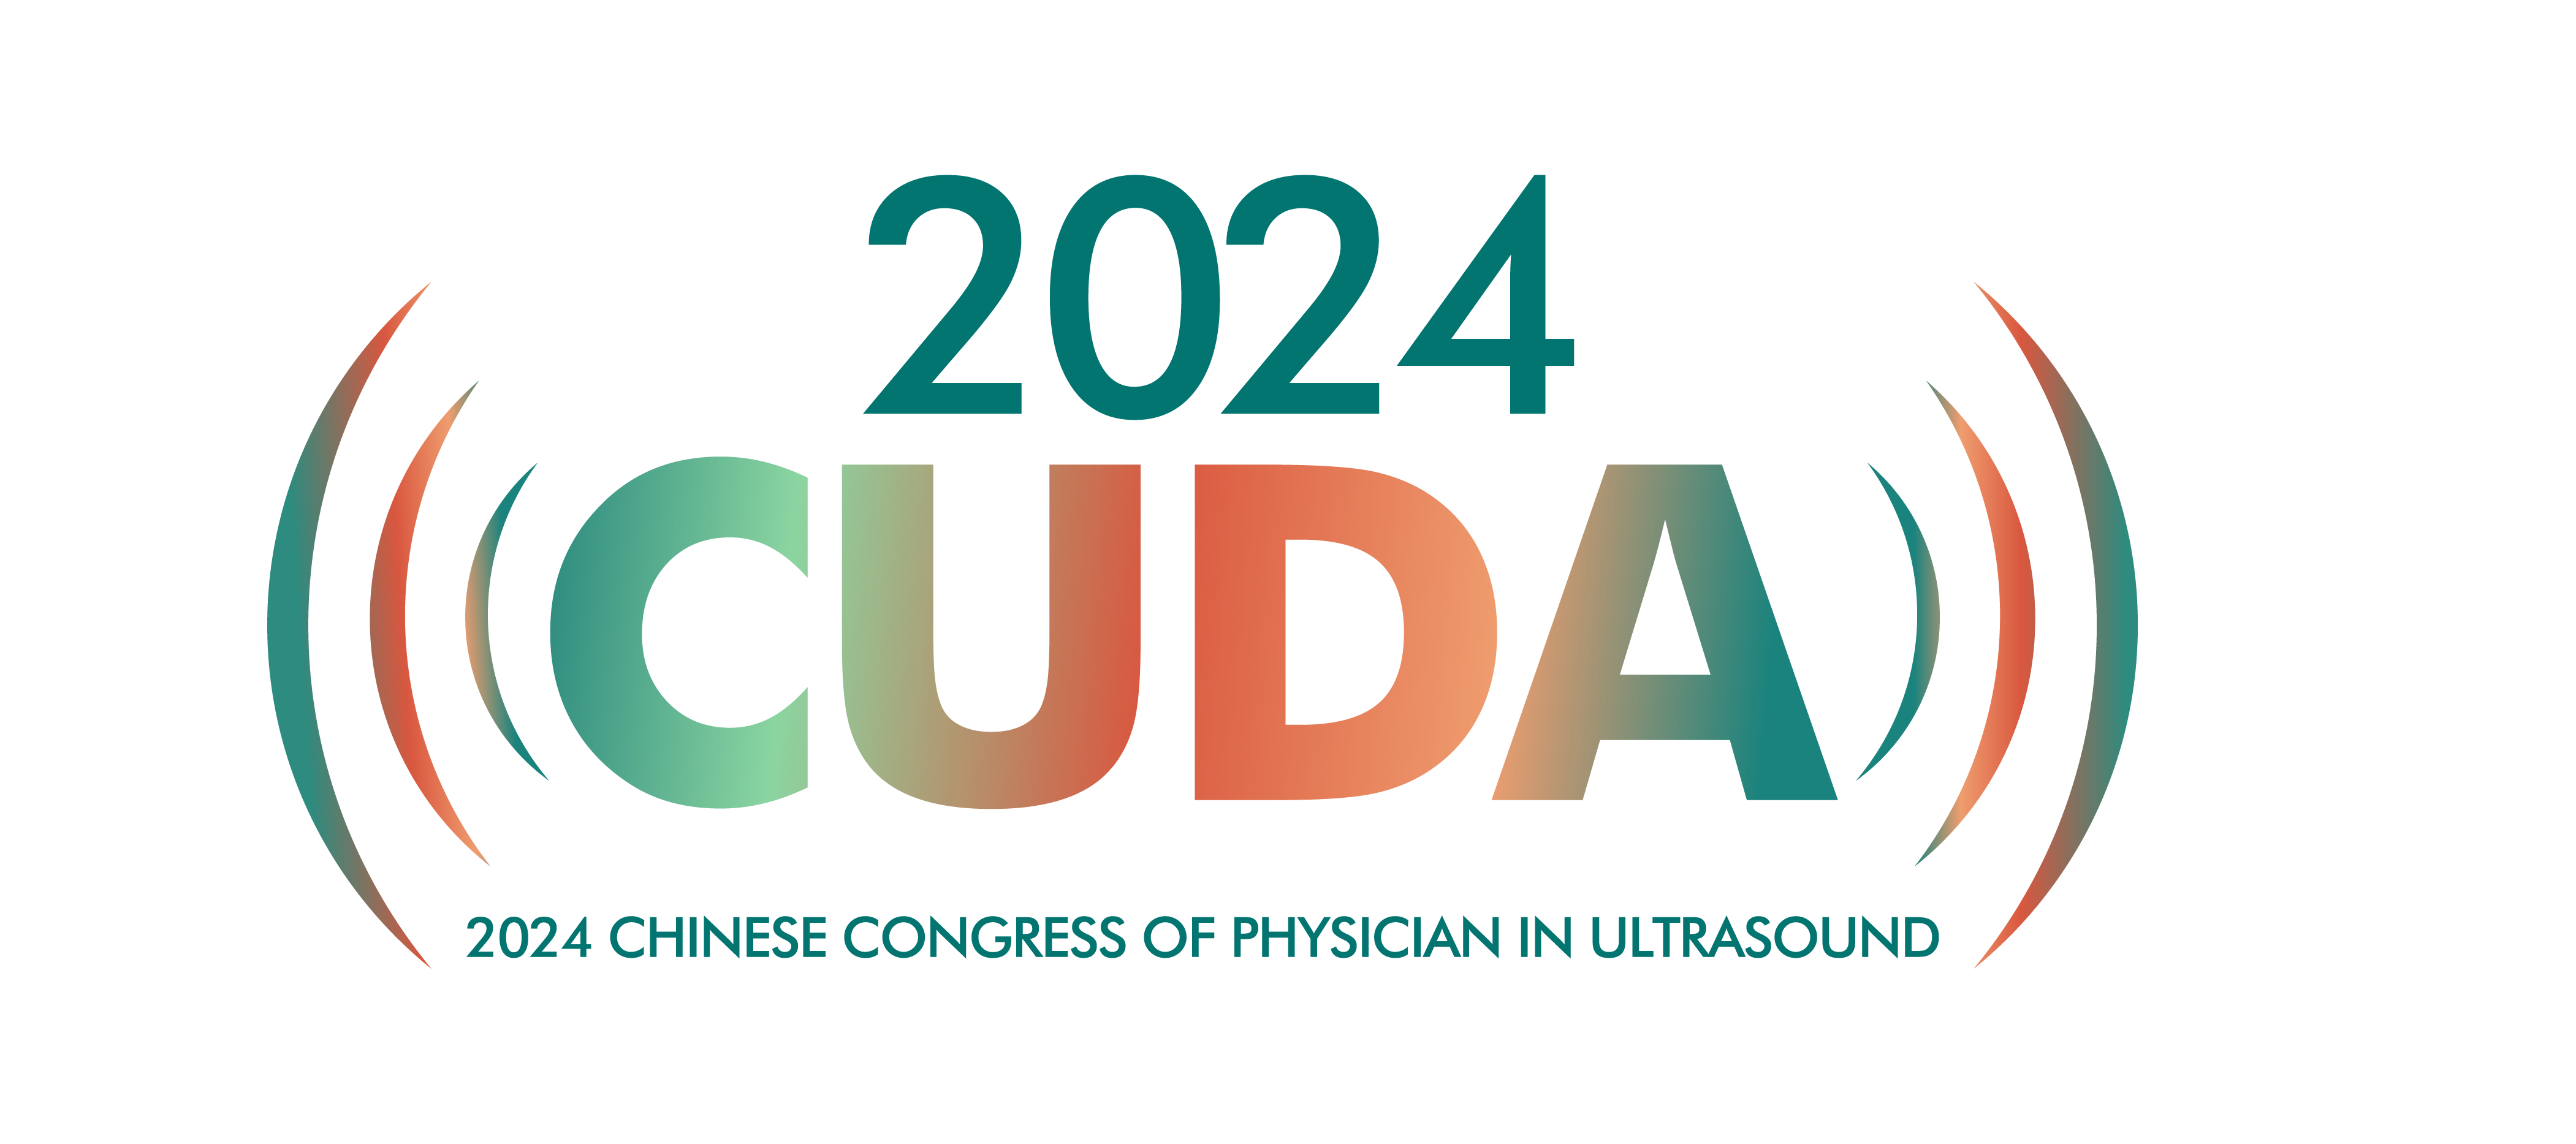 2024
CUDA
2024 CHINESE CONGRESS OF PHYSICIAN IN ULTRASOUND